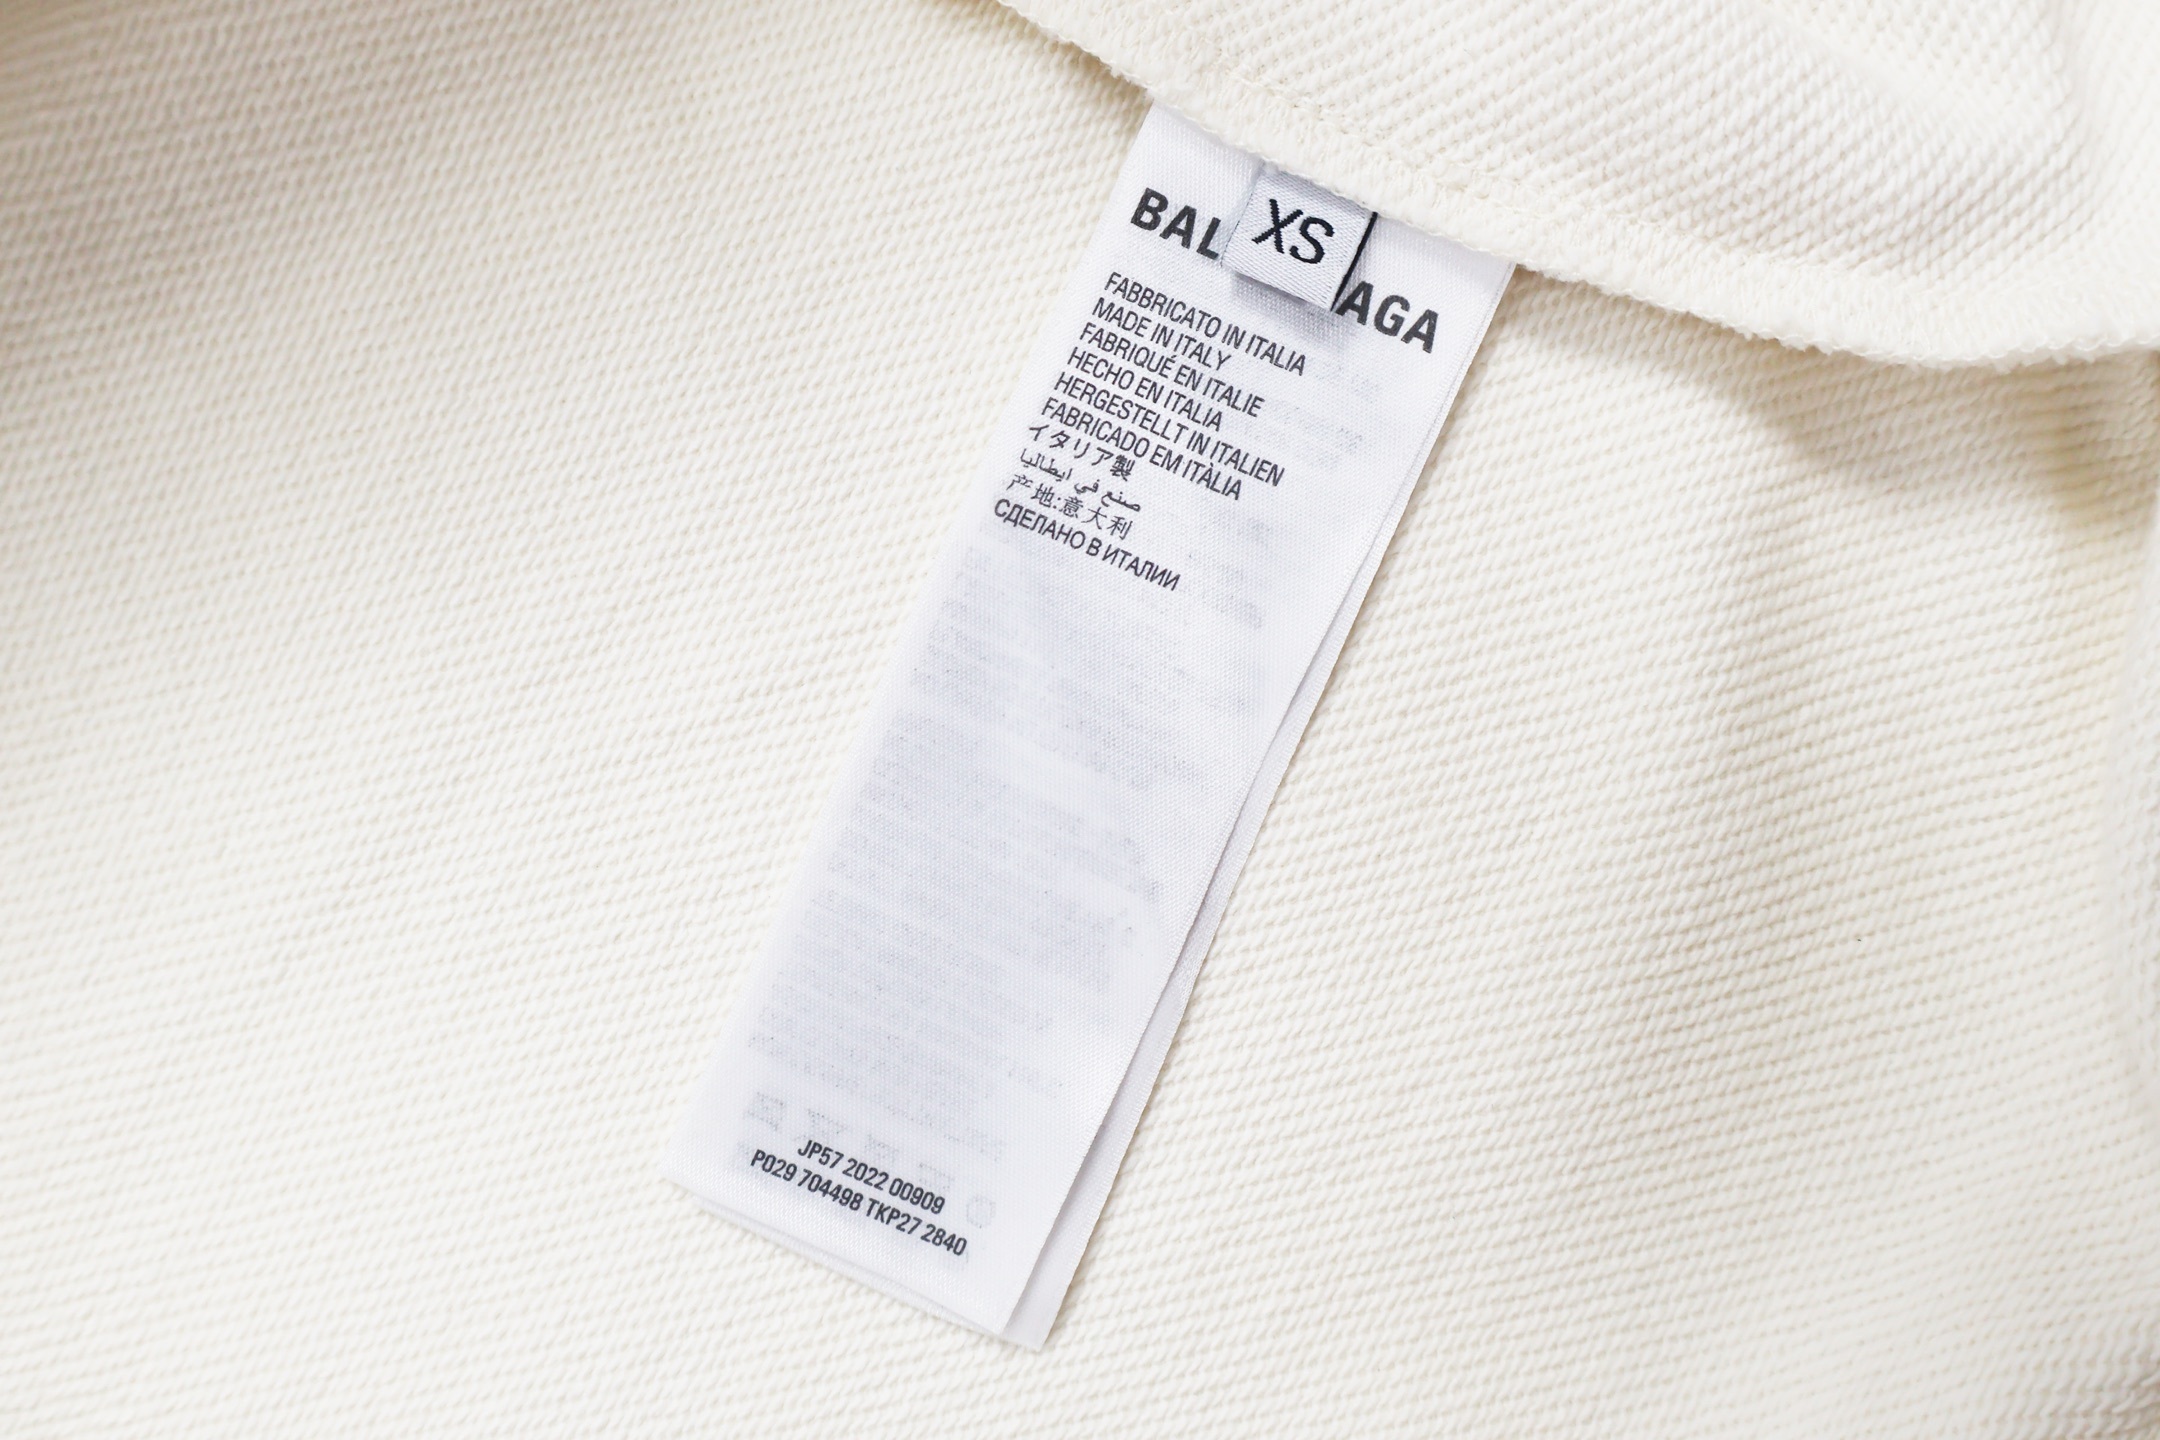 BAL
XS
AGA
FABBRICATO IN ITALIA
MADE IN ITALY
FABRIQUÉ EN ITALIE
HECHO EN ITALIA
HERGESTELLT IN ITALIEN
FABRICADO EM ITÀLIA
イタリア製
صنع في ايطاليا
产地:意大利
СДЕЛАНО В ИТАЛИИ
JP57 2022 00909
P029 704498 TKP27 2840